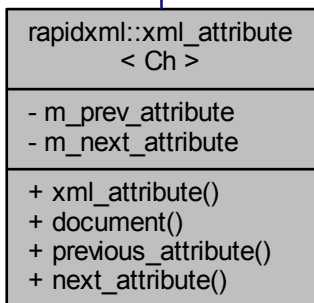 rapidxml::xml_attribute
< Ch >
- m_prev_attribute
- m_next_attribute
+ xml_attribute()
+ document()
+ previous_attribute()
+ next_attribute()